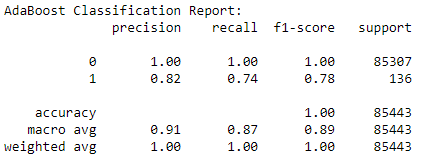 AdaBoost Classification Report:
precision recall f1-score support
0 1.00 1.00 1.00 85307
1 0.82 0.74 0.78 136
accuracy 1.00 85443
macro avg 0.91 0.87 0.89 85443
weighted avg 1.00 1.00 1.00 85443